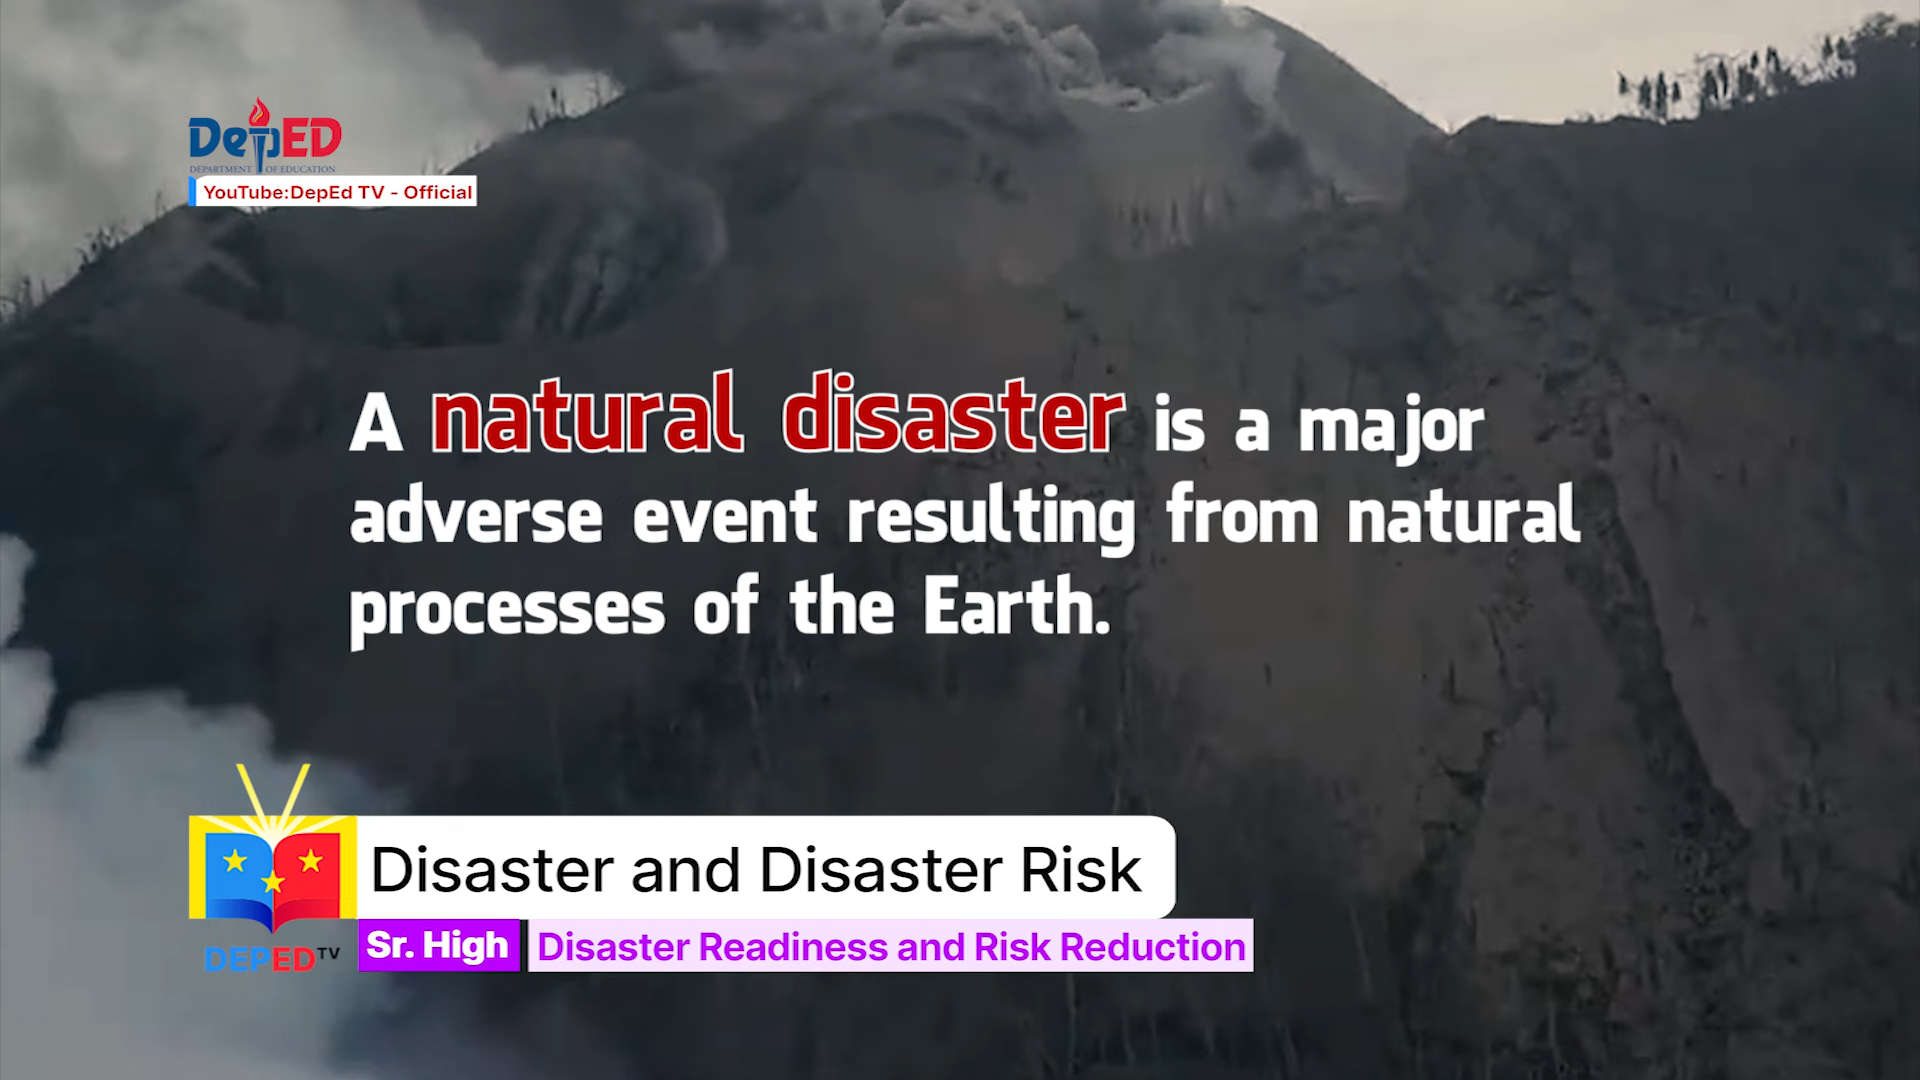 DepED
DEPARTMENT OF EDUCATION
YouTube:DepEd TV - Official
A natural disaster is a major
adverse event resulting from natural
processes of the Earth.
Disaster and Disaster Risk
DEPED TV
Sr. High
Disaster Readiness and Risk Reduction